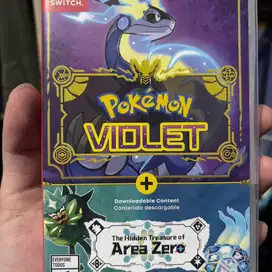 SWITCH.
POKÉMON
VIOLET
+
Downloadable Content
Contenido descargable
The Hidden Treasure of
Area Zero
EVERYONE
TODOS